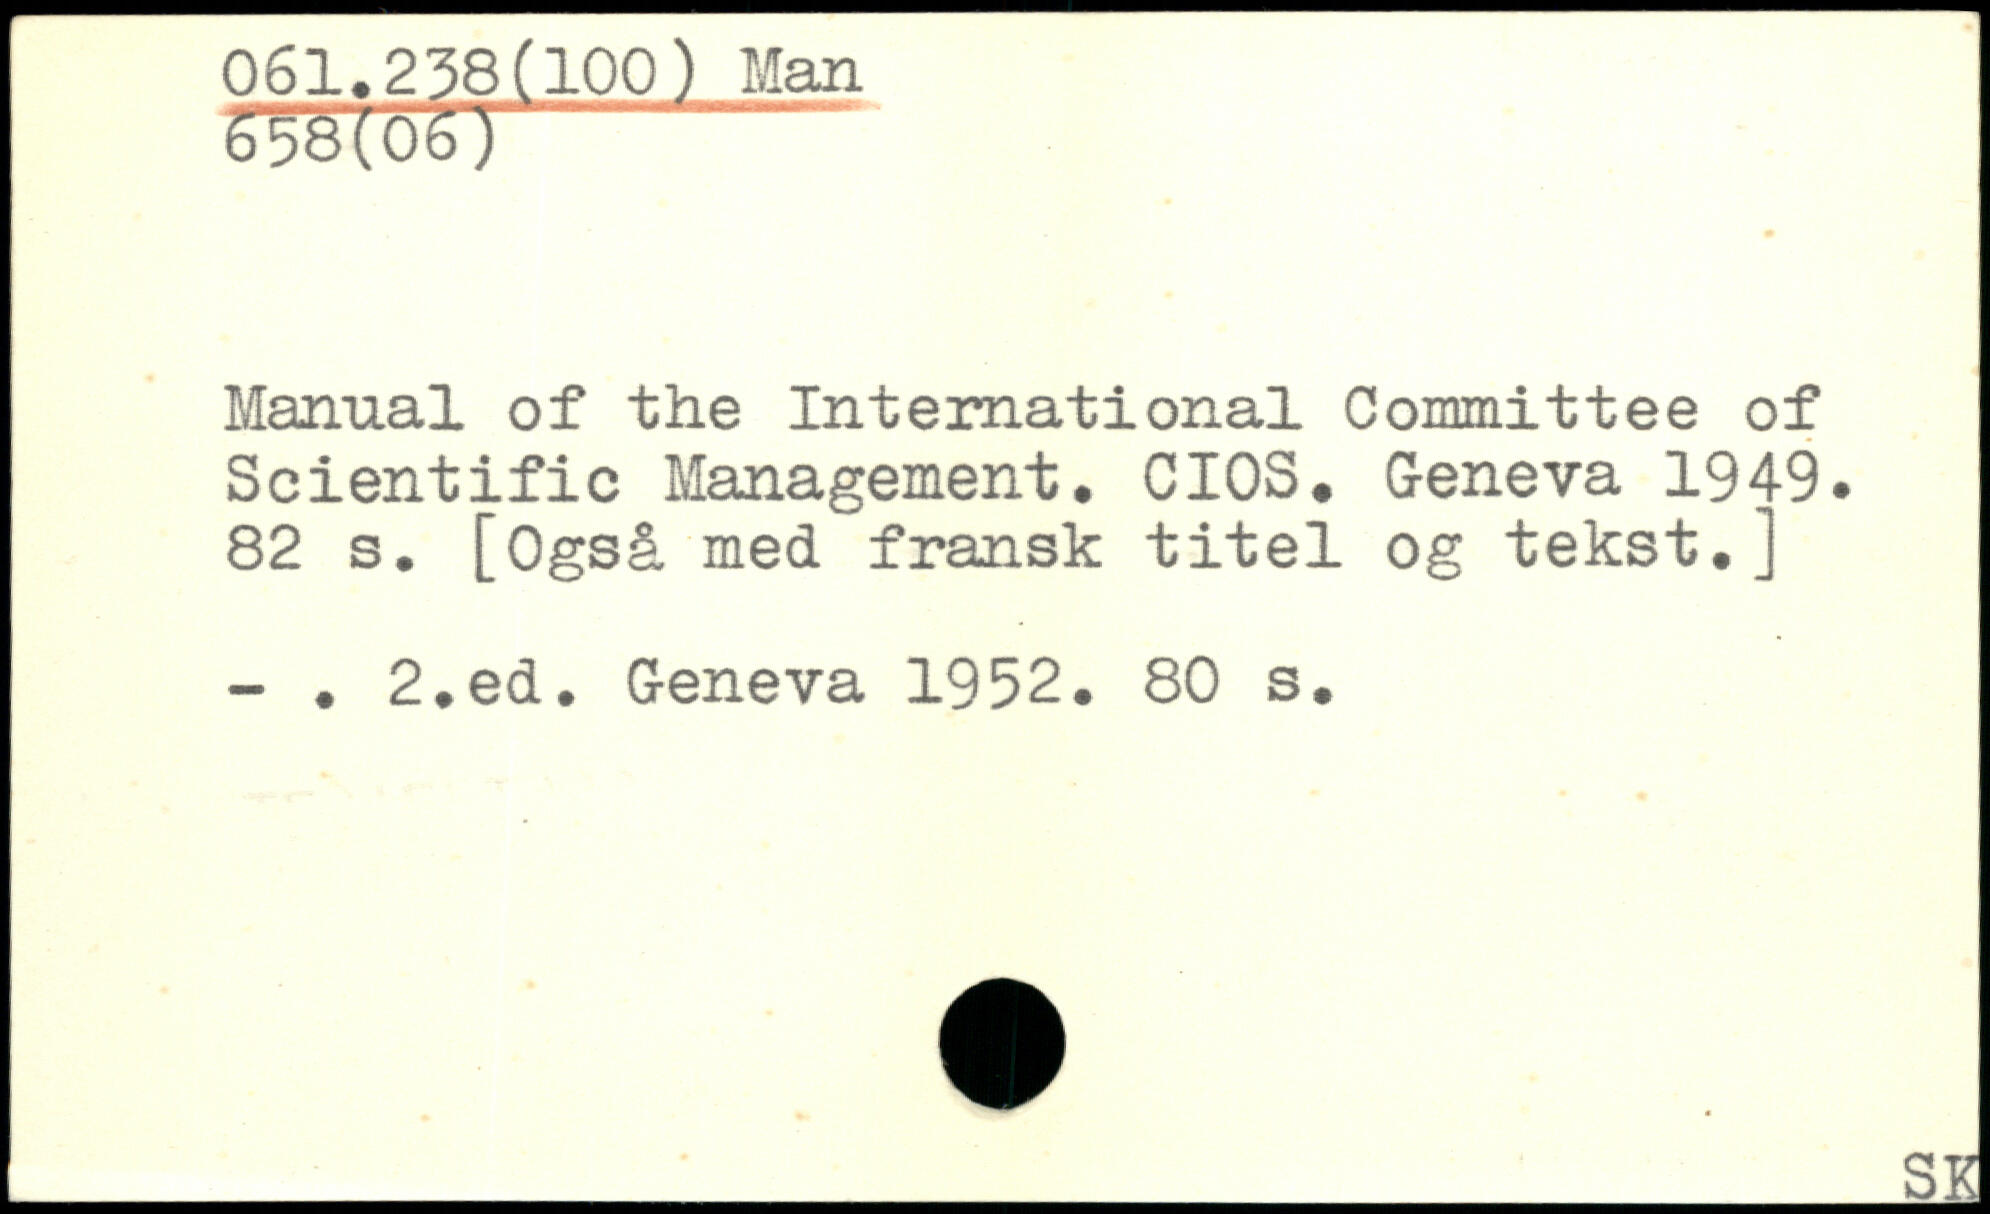 061.238(100) Man
658(06)
Manual of the International Committee of
Scientific Management. CIOS. Geneva 1949.
82 s. [Også med fransk titel og tekst.]
- . 2.ed. Geneva 1952. 80 s.
SK